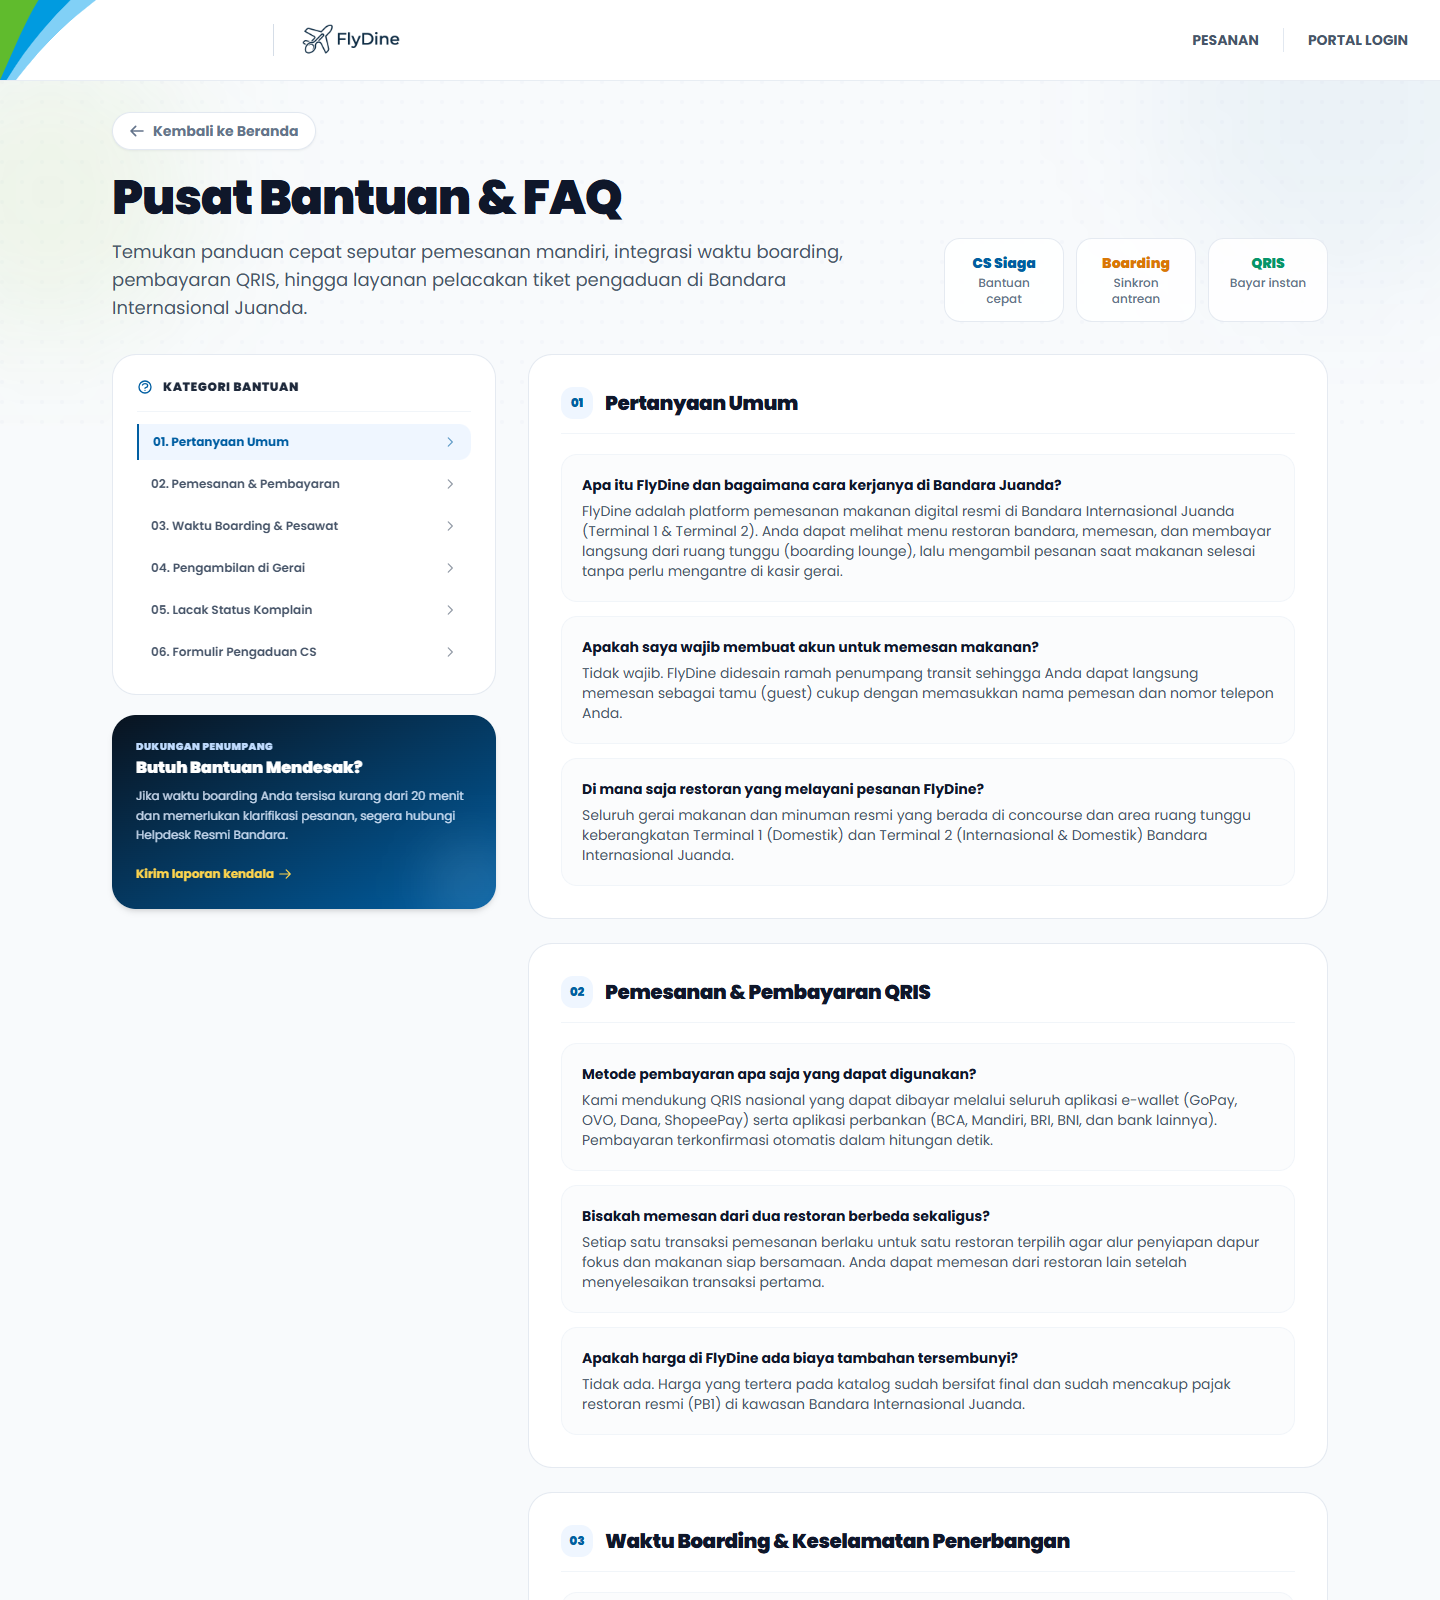 FlyDine
PESANAN
PORTAL LOGIN
Kembali ke Beranda
Pusat Bantuan & FAQ
Temukan panduan cepat seputar pemesanan mandiri, integrasi waktu boarding,
pembayaran QRIS, hingga layanan pelacakan tiket pengaduan di Bandara
Internasional Juanda.
CS Siaga
Bantuan
cepat
Boarding
Sinkron
antrean
QRIS
Bayar instan
KATEGORI BANTUAN
01. Pertanyaan Umum
02. Pemesanan & Pembayaran
03. Waktu Boarding & Pesawat
04. Pengambilan di Gerai
05. Lacak Status Komplain
06. Formulir Pengaduan CS
DUKUNGAN PENUMPANG
Butuh Bantuan Mendesak?
Jika waktu boarding Anda tersisa kurang dari 20 menit
dan memerlukan klarifikasi pesanan, segera hubungi
Helpdesk Resmi Bandara.
Kirim laporan kendala
01
Pertanyaan Umum
Apa itu FlyDine dan bagaimana cara kerjanya di Bandara Juanda?
FlyDine adalah platform pemesanan makanan digital resmi di Bandara Internasional Juanda
(Terminal 1 & Terminal 2). Anda dapat melihat menu restoran bandara, memesan, dan membayar
langsung dari ruang tunggu (boarding lounge), lalu mengambil pesanan saat makanan selesai
tanpa perlu mengantre di kasir gerai.
Apakah saya wajib membuat akun untuk memesan makanan?
Tidak wajib. FlyDine didesain ramah penumpang transit sehingga Anda dapat langsung
memesan sebagai tamu (guest) cukup dengan memasukkan nama pemesan dan nomor telepon
Anda.
Di mana saja restoran yang melayani pesanan FlyDine?
Seluruh gerai makanan dan minuman resmi yang berada di concourse dan area ruang tunggu
keberangkatan Terminal 1 (Domestik) dan Terminal 2 (Internasional & Domestik) Bandara
Internasional Juanda.
02
Pemesanan & Pembayaran QRIS
Metode pembayaran apa saja yang dapat digunakan?
Kami mendukung QRIS nasional yang dapat dibayar melalui seluruh aplikasi e-wallet (GoPay,
OVO, Dana, ShopeePay) serta aplikasi perbankan (BCA, Mandiri, BRI, BNI, dan bank lainnya).
Pembayaran terkonfirmasi otomatis dalam hitungan detik.
Bisakah memesan dari dua restoran berbeda sekaligus?
Setiap satu transaksi pemesanan berlaku untuk satu restoran terpilih agar alur penyiapan dapur
fokus dan makanan siap bersamaan. Anda dapat memesan dari restoran lain setelah
menyelesaikan transaksi pertama.
Apakah harga di FlyDine ada biaya tambahan tersembunyi?
Tidak ada. Harga yang tertera pada katalog sudah bersifat final dan sudah mencakup pajak
restoran resmi (PB1) di kawasan Bandara Internasional Juanda.
03
Waktu Boarding & Keselamatan Penerbangan